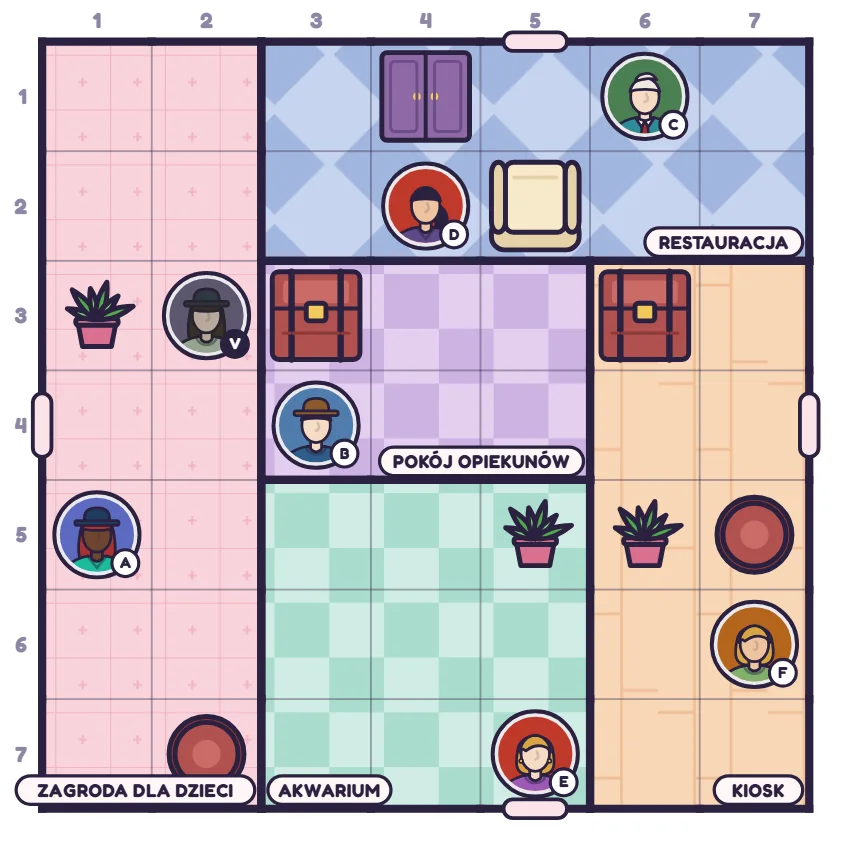 1 2 3 4 5 6 7
1
C
2
D
RESTAURACJA
3
V
4
B
POKÓJ OPIEKUNÓW
5
A
6
F
7
E
ZAGRODA DLA DZIECI
AKWARIUM
KIOSK